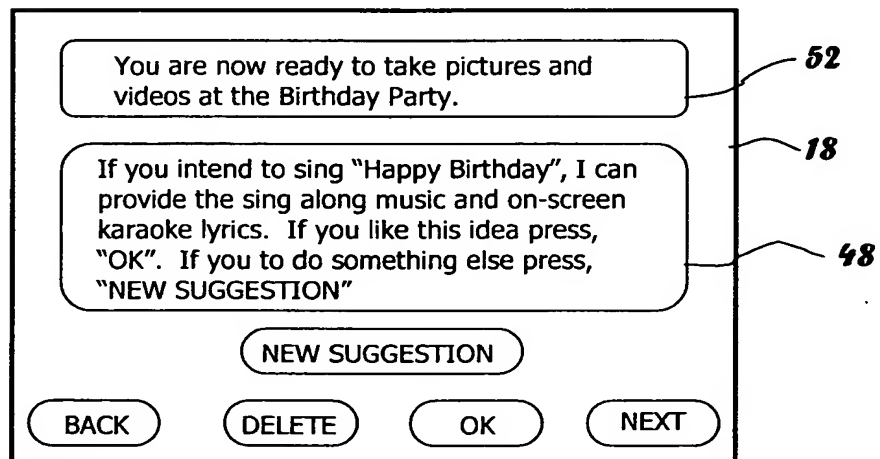 You are now ready to take pictures and
videos at the Birthday Party.
52
18
If you intend to sing "Happy Birthday", I can
provide the sing along music and on-screen
karaoke lyrics. If you like this idea press,
"OK". If you to do something else press,
"NEW SUGGESTION"
48
NEW SUGGESTION
BACK DELETE OK NEXT